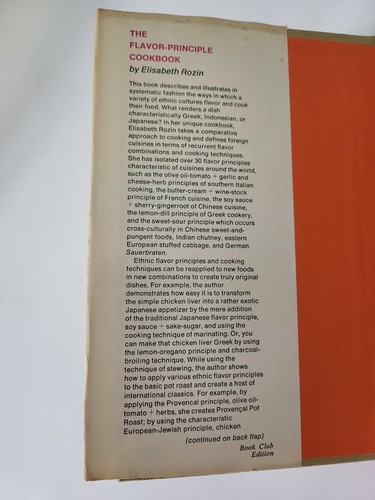 THE
FLAVOR-PRINCIPLE
COOKBOOK
by Elisabeth Rozin
This book describes and illustrates in
systematic fashion the ways in which a
variety of ethnic cultures flavor and cook
their food. What renders a dish
characteristically Greek, Indonesian, or
Japanese? In her unique cookbook,
Elisabeth Rozin takes a comparative
approach to cooking and defines foreign
cuisines in terms of recurrent flavor
combinations and cooking techniques.
She has isolated over 30 flavor principles
characteristic of cuisines around the world,
such as the olive oil-tomato + garlic and
cheese-herb principles of southern Italian
cooking, the butter-cream + wine-stock
principle of French cuisine, the soy sauce
+ sherry-gingerroot of Chinese cuisine,
the lemon-dill principle of Greek cookery,
and the sweet-sour principle which occurs
cross-culturally in Chinese sweet-and-
pungent foods, Indian chutney, eastern
European stuffed cabbage, and German
Sauerbraten.
Ethnic flavor principles and cooking
techniques can be reapplied to new foods
in new combinations to create truly original
dishes. For example, the author
demonstrates how easy it is to transform
the simple chicken liver into a rather exotic
Japanese appetizer by the mere addition
of the traditional Japanese flavor principle,
soy sauce + sake-sugar, and using the
cooking technique of marinating. Or, you
can make that chicken liver Greek by using
the lemon-oregano principle and charcoal-
broiling technique. While using the
technique of stewing, the author shows
how to apply various ethnic flavor principles
to the basic pot roast and create a host of
international classics. For example, by
applying the Provencal principle, olive oil-
tomato + herbs, she creates Provençal Pot
Roast; by using the characteristic
European-Jewish principle, chicken
(continued on back flap)
Book Club
Edition